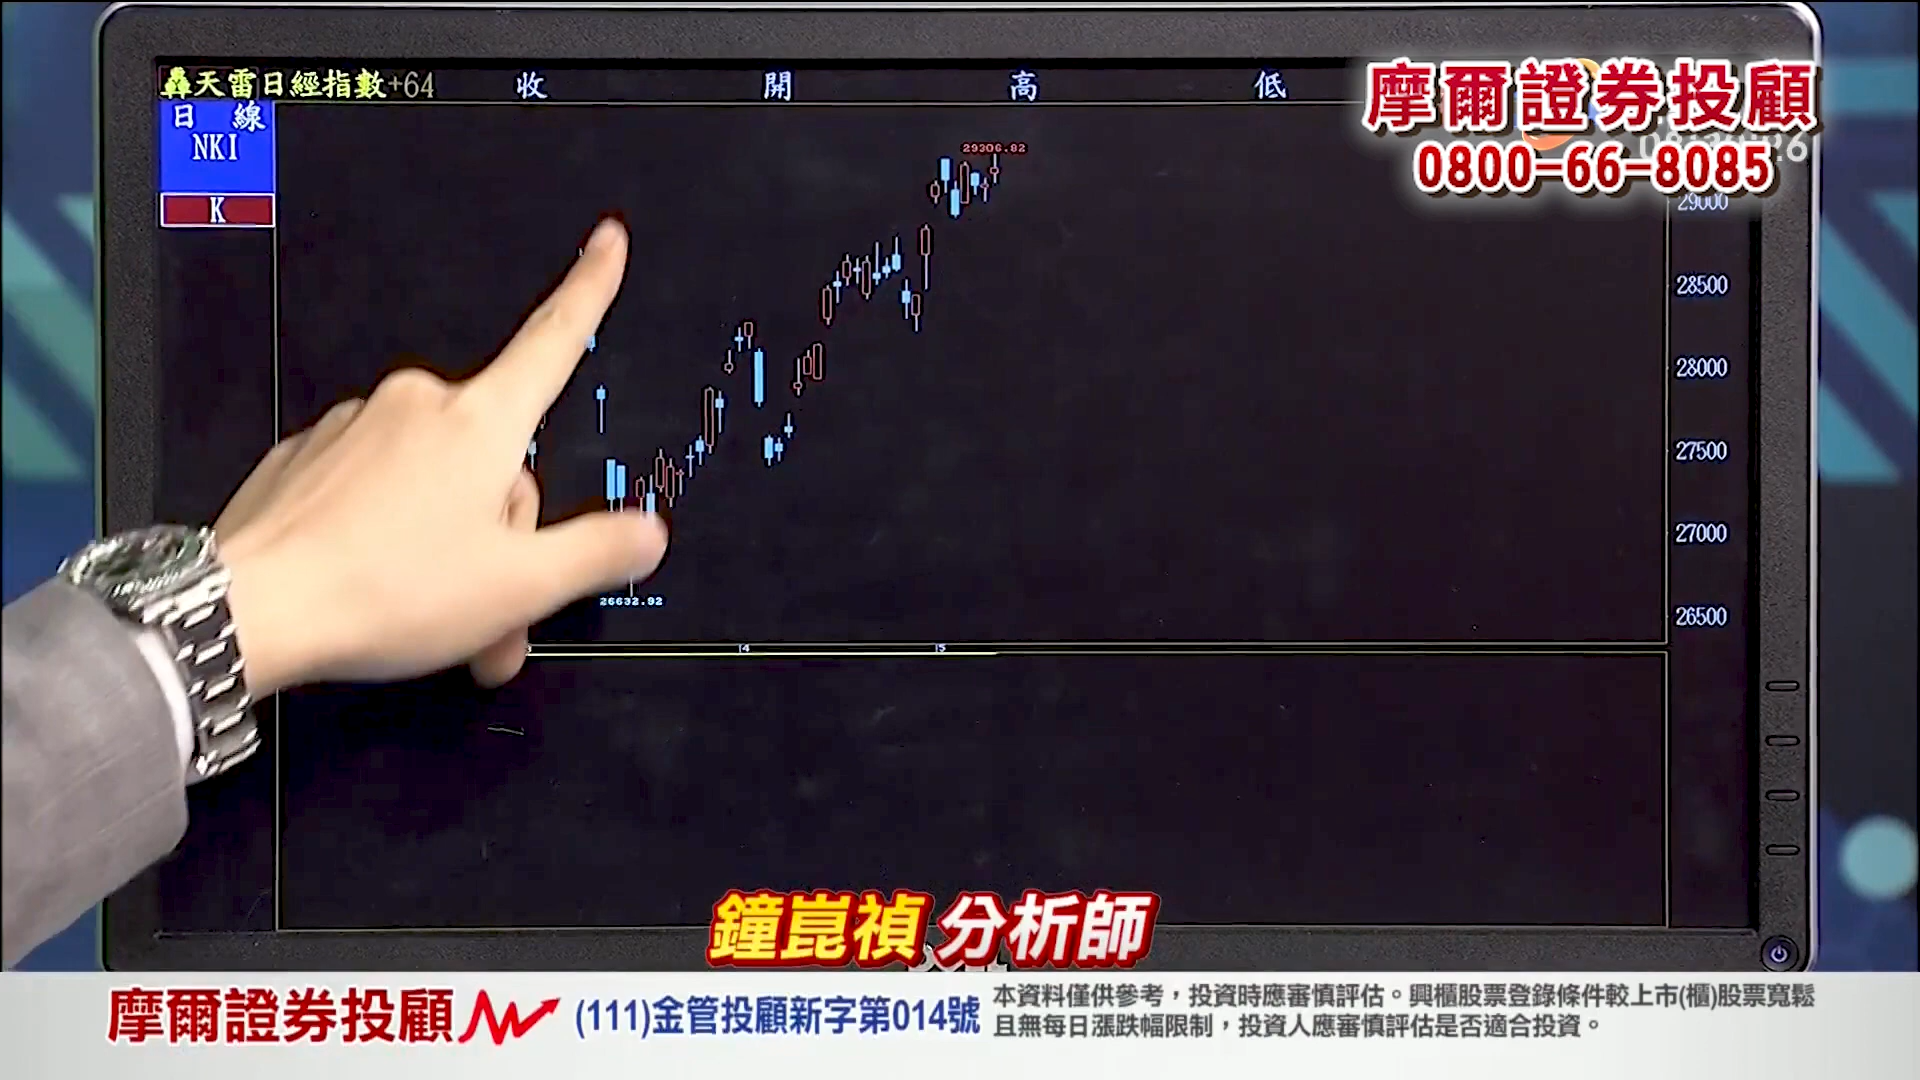 轟天雷日經指數+64 收 開 高 低
日 線
NKI
K
摩爾證券投顧
0800-66-8085
29306.82
29000
28500
28000
27500
27000
26500
26632.92
3 4 5
鐘崑禎 分析師
摩爾證券投顧 (111)金管投顧新字第014號
本資料僅供參考，投資時應審慎評估。興櫃股票登錄條件較上市(櫃)股票寬鬆
且無每日漲跌幅限制，投資人應審慎評估是否適合投資。